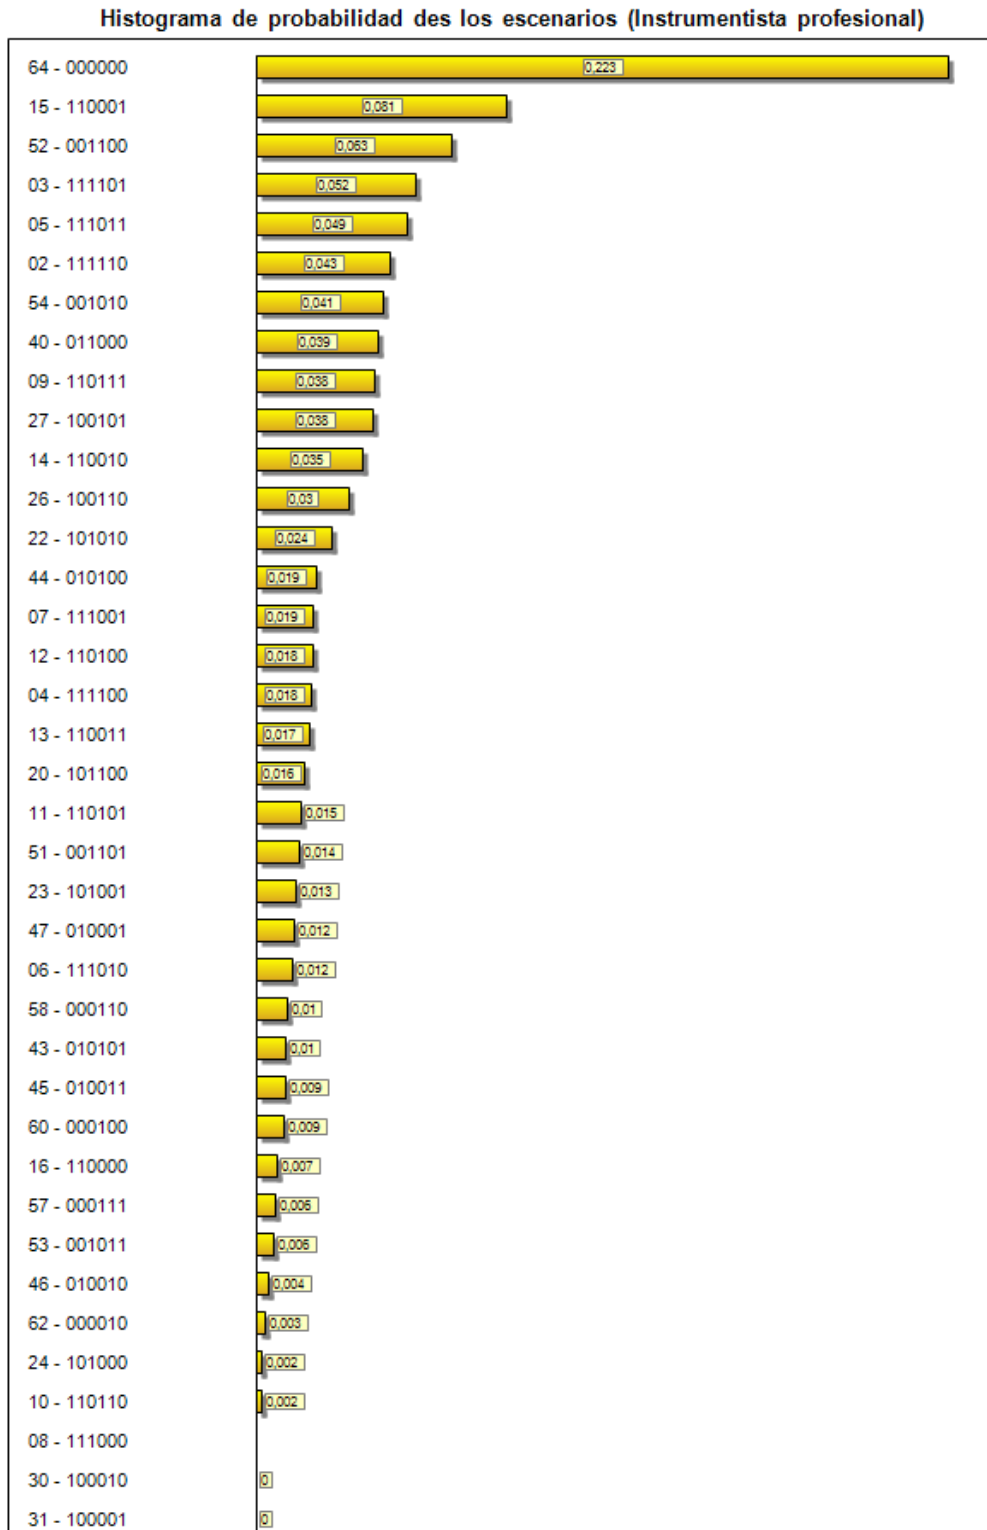 Histograma de probabilidad des los escenarios (Instrumentista profesional)
64 - 000000 0,223
15 - 110001 0,081
52 - 001100 0,063
03 - 111101 0,052
05 - 111011 0,049
02 - 111110 0,043
54 - 001010 0,041
40 - 011000 0,039
09 - 110111 0,038
27 - 100101 0,038
14 - 110010 0,035
26 - 100110 0,03
22 - 101010 0,024
44 - 010100 0,019
07 - 111001 0,019
12 - 110100 0,018
04 - 111100 0,018
13 - 110011 0,017
20 - 101100 0,016
11 - 110101 0,015
51 - 001101 0,014
23 - 101001 0,013
47 - 010001 0,012
06 - 111010 0,012
58 - 000110 0,01
43 - 010101 0,01
45 - 010011 0,009
60 - 000100 0,009
16 - 110000 0,007
57 - 000111 0,006
53 - 001011 0,006
46 - 010010 0,004
62 - 000010 0,003
24 - 101000 0,002
10 - 110110 0,002
08 - 111000
30 - 100010 0
31 - 100001 0